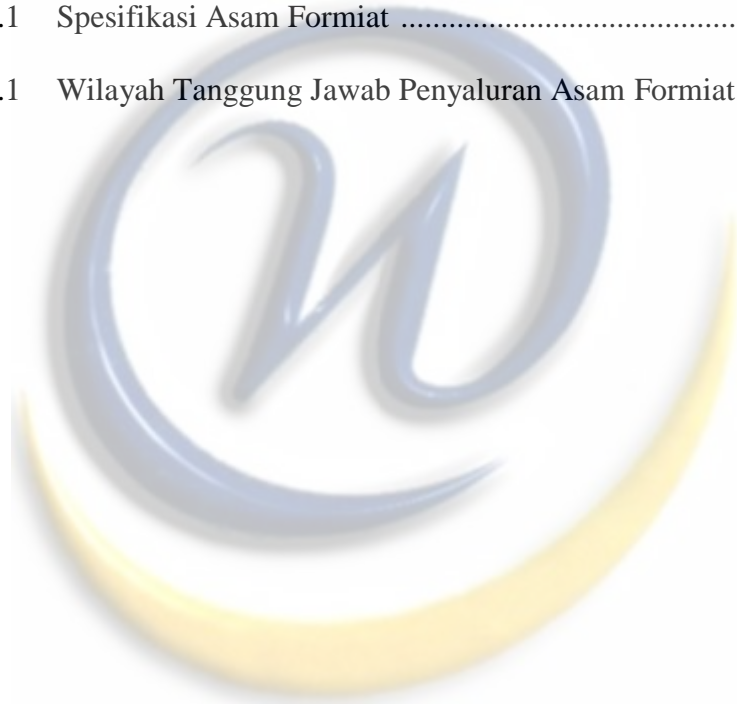 .1 Spesifikasi Asam Formiat ..........................................
.1 Wilayah Tanggung Jawab Penyaluran Asam Formiat